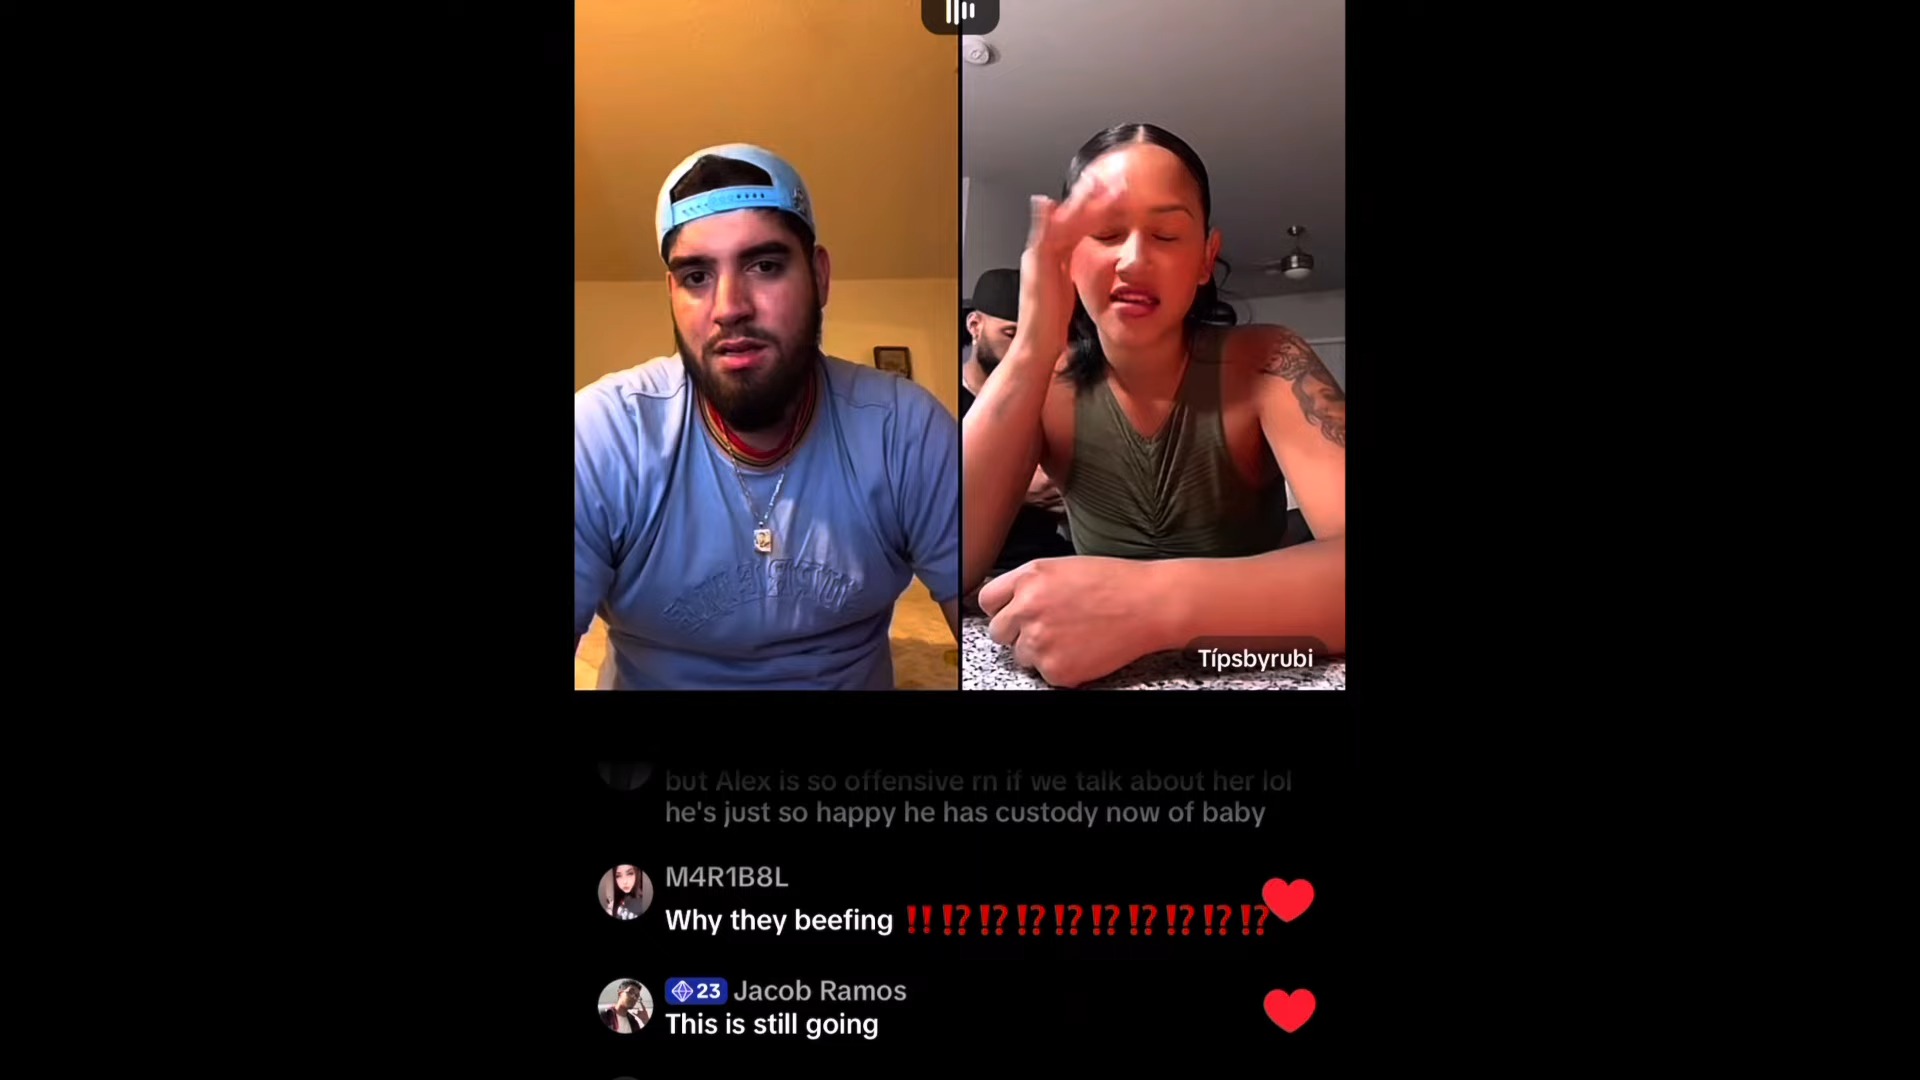 SUPREME
Típsbyrubi
but Alex is so offensive rn if we talk about her lol
he's just so happy he has custody now of baby
M4R1B8L
Why they beefing ‼️⁉️⁉️⁉️⁉️⁉️⁉️⁉️⁉️⁉️
23 Jacob Ramos
This is still going